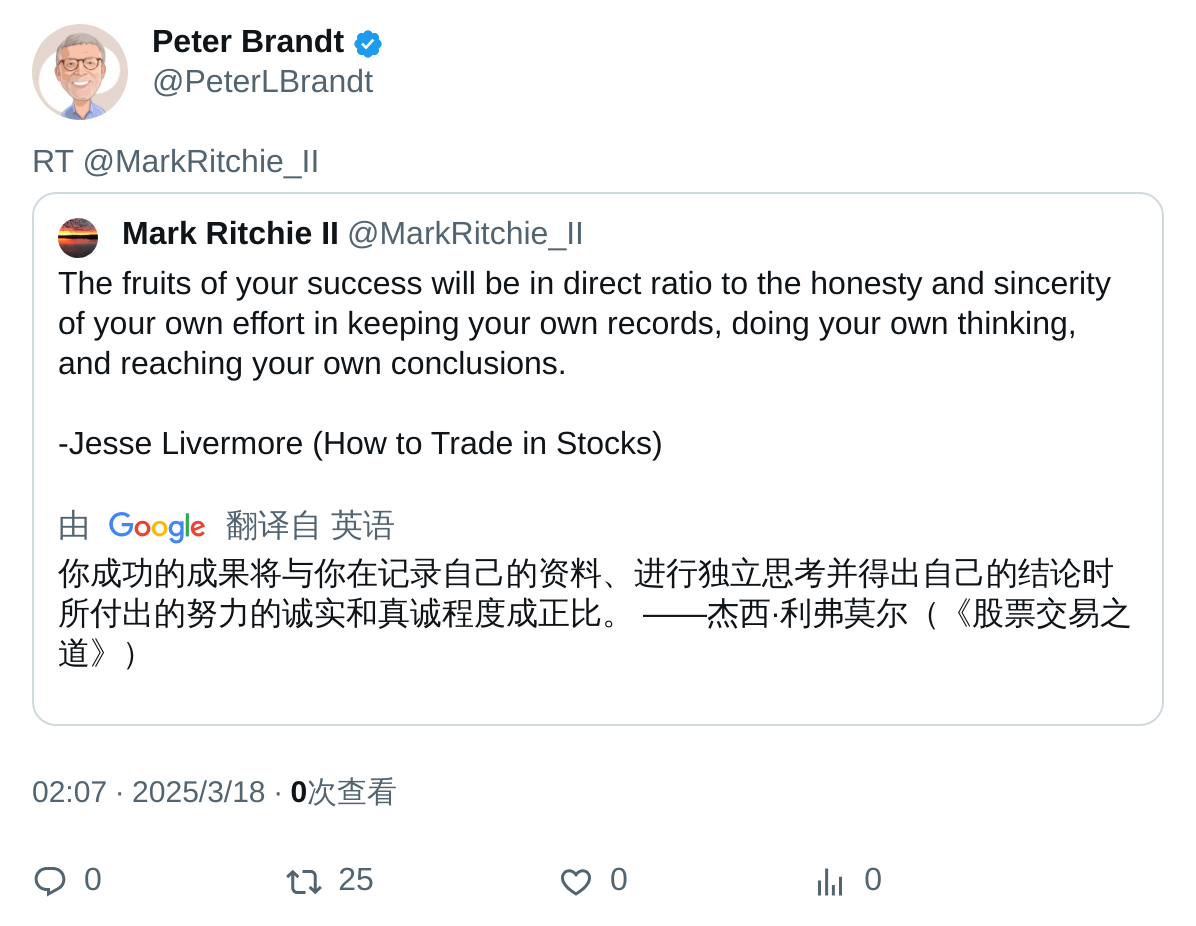 Peter Brandt
@PeterLBrandt
RT @MarkRitchie_II
Mark Ritchie II @MarkRitchie_II
The fruits of your success will be in direct ratio to the honesty and sincerity
of your own effort in keeping your own records, doing your own thinking,
and reaching your own conclusions.
-Jesse Livermore (How to Trade in Stocks)
由 Google 翻译自 英语
你成功的成果将与你在记录自己的资料、进行独立思考并得出自己的结论时
所付出的努力的诚实和真诚程度成正比。 ——杰西·利弗莫尔（《股票交易之
道》）
02:07 · 2025/3/18 · 0次查看
0 25 0 0